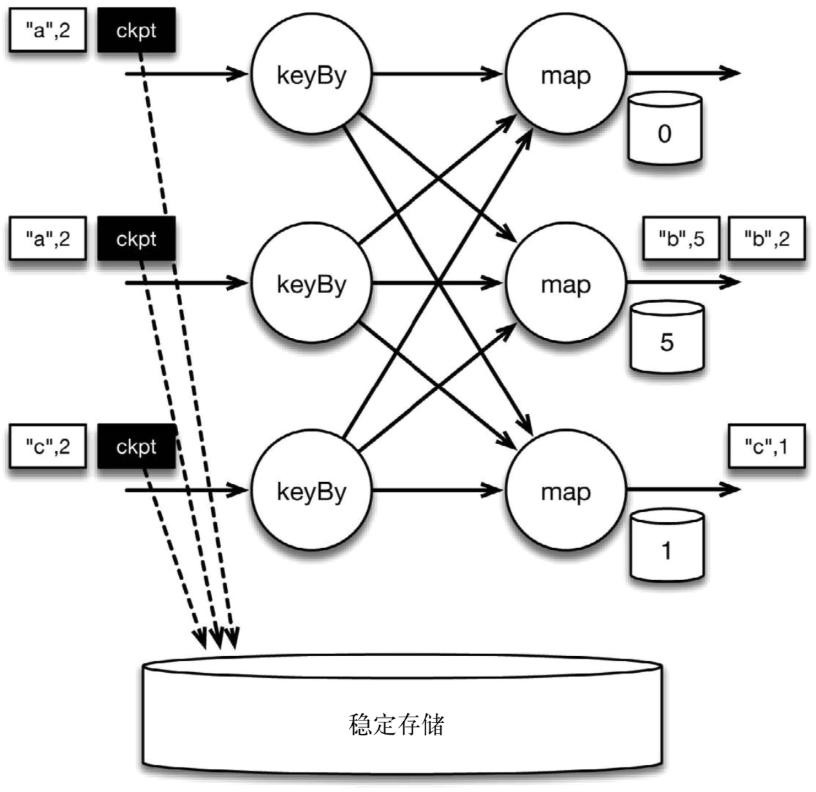 "a",2 ckpt
keyBy map
0
"a",2 ckpt
"b",5 "b",2
keyBy map
5
"c",2 ckpt
"c",1
keyBy map
1
稳定存储